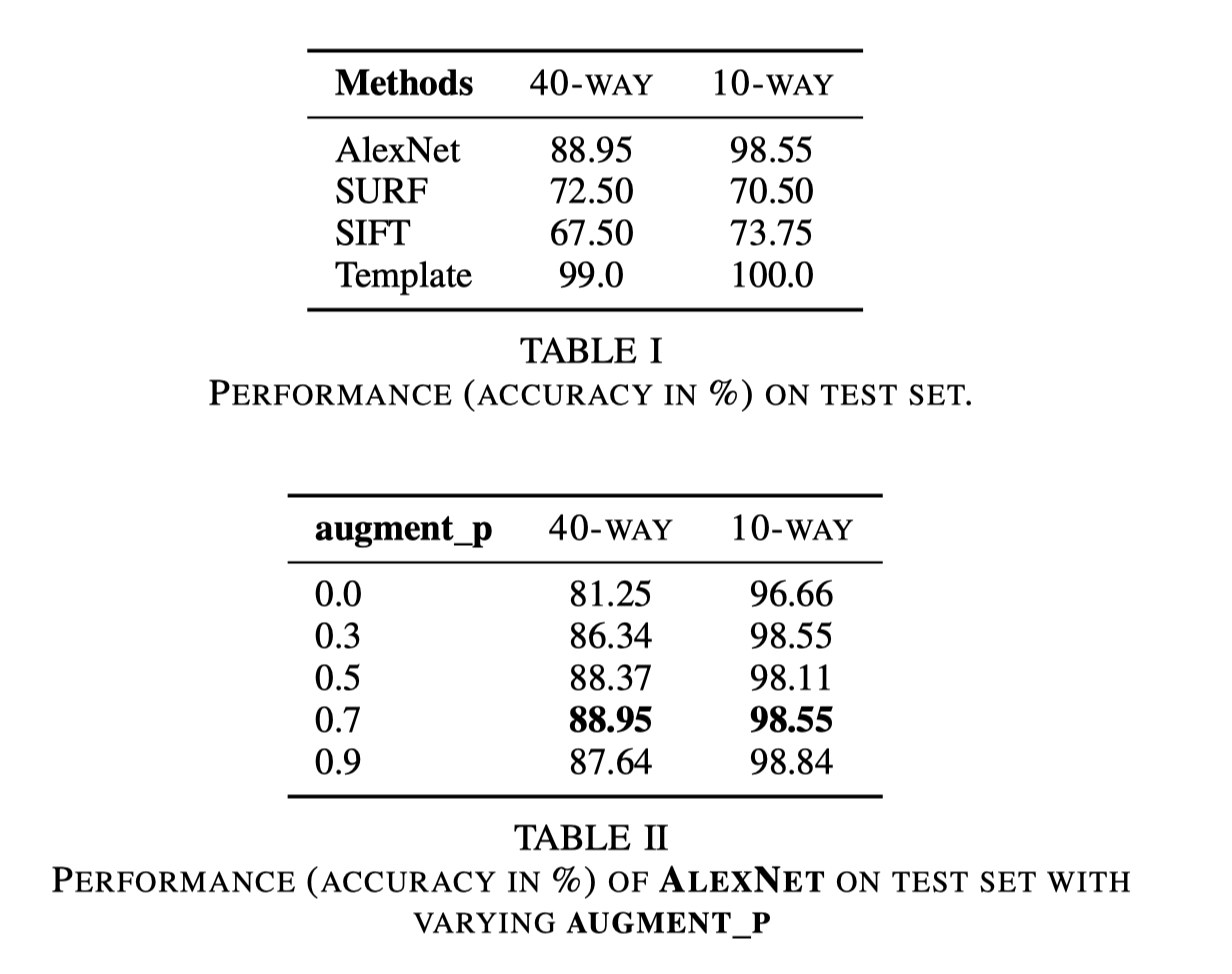 Methods 40-WAY 10-WAY
AlexNet 88.95 98.55
SURF 72.50 70.50
SIFT 67.50 73.75
Template 99.0 100.0
TABLE I
PERFORMANCE (ACCURACY IN %) ON TEST SET.
augment_p 40-WAY 10-WAY
0.0 81.25 96.66
0.3 86.34 98.55
0.5 88.37 98.11
0.7 88.95 98.55
0.9 87.64 98.84
TABLE II
PERFORMANCE (ACCURACY IN %) OF ALEXNET ON TEST SET WITH
VARYING AUGMENT_P